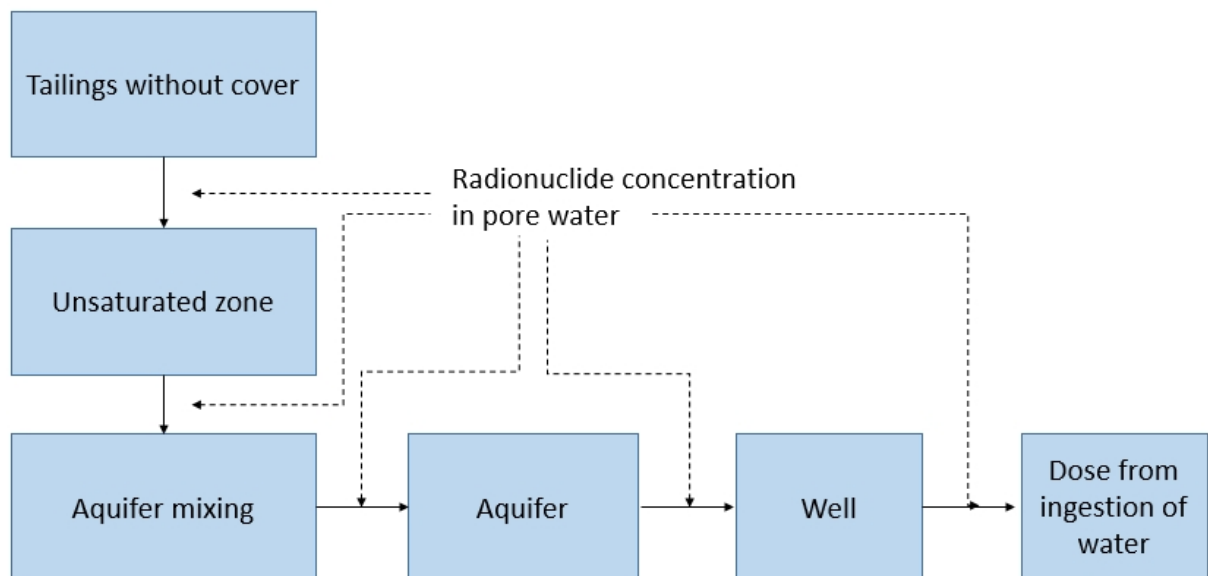 Tailings without cover
Radionuclide concentration
in pore water
Unsaturated zone
Aquifer mixing
Aquifer
Well
Dose from
ingestion of
water